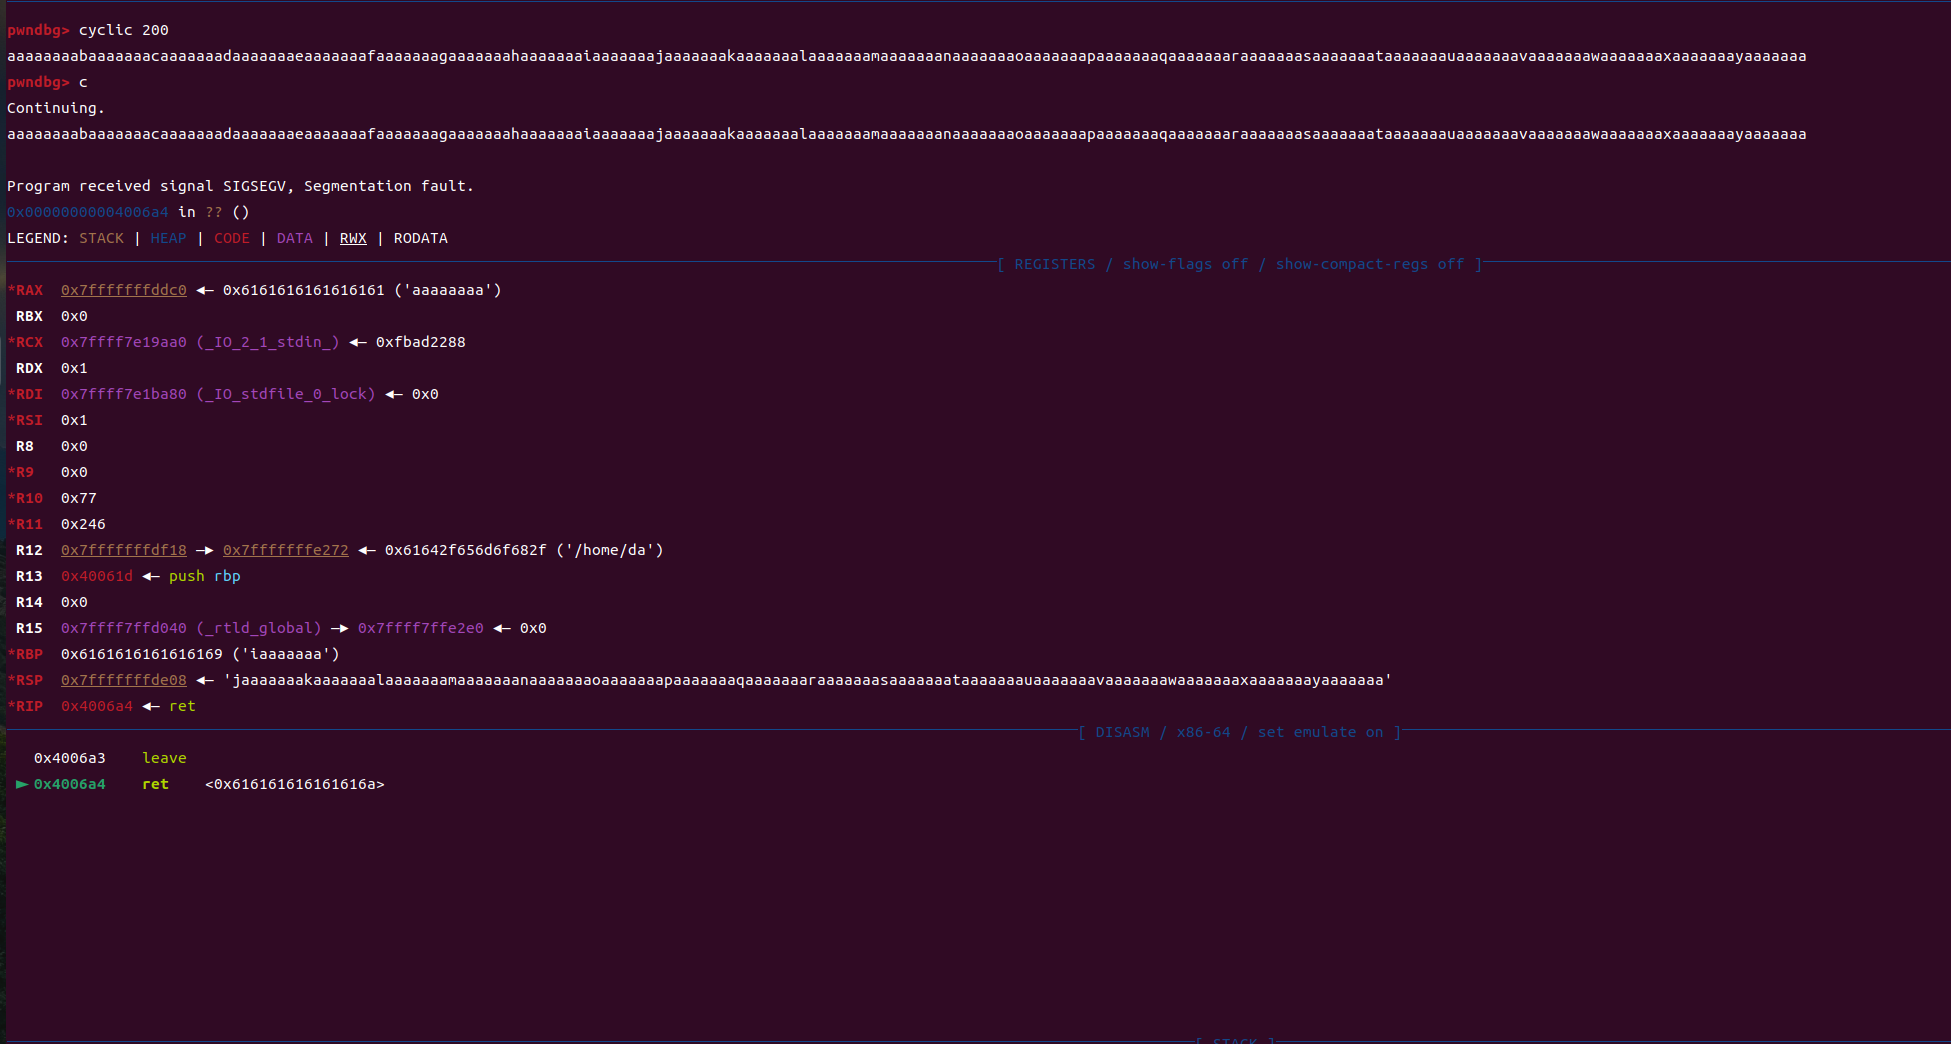 pwndbg> cyclic 200
aaaaaaaabaaaaaaacaaaaaaadaaaaaaaeaaaaaaafaaaaaaagaaaaaaahaaaaaaaiaaaaaaajaaaaaaakaaaaaaalaaaaaaamaaaaaaanaaaaaaaoaaaaaaapaaaaaaaqaaaaaaaraaaaaaasaaaaaaataaaaaaauaaaaaaavaaaaaaawaaaaaaaxaaaaaaayaaaaaaa
pwndbg> c
Continuing.
aaaaaaaabaaaaaaacaaaaaaadaaaaaaaeaaaaaaafaaaaaaagaaaaaaahaaaaaaaiaaaaaaajaaaaaaakaaaaaaalaaaaaaamaaaaaaanaaaaaaaoaaaaaaapaaaaaaaqaaaaaaaraaaaaaasaaaaaaataaaaaaauaaaaaaavaaaaaaawaaaaaaaxaaaaaaayaaaaaaa
Program received signal SIGSEGV, Segmentation fault.
0x00000000004006a4 in ?? ()
LEGEND: STACK | HEAP | CODE | DATA | RWX | RODATA
[ REGISTERS / show-flags off / show-compact-regs off ]
*RAX  0x7fffffffddc0 ◂— 0x6161616161616161 ('aaaaaaaa')
RBX  0x0
*RCX  0x7ffff7e19aa0 (_IO_2_1_stdin_) ◂— 0xfbad2288
RDX  0x1
*RDI  0x7ffff7e1ba80 (_IO_stdfile_0_lock) ◂— 0x0
*RSI  0x1
R8   0x0
*R9   0x0
*R10  0x77
*R11  0x246
R12  0x7fffffffdf18 —▸ 0x7fffffffe272 ◂— 0x61642f656d6f682f ('/home/da')
R13  0x40061d ◂— push rbp
R14  0x0
R15  0x7ffff7ffd040 (_rtld_global) —▸ 0x7ffff7ffe2e0 ◂— 0x0
*RBP  0x6161616161616169 ('iaaaaaaa')
*RSP  0x7fffffffde08 ◂— 'jaaaaaaakaaaaaaalaaaaaaamaaaaaaanaaaaaaaoaaaaaaapaaaaaaaqaaaaaaaraaaaaaasaaaaaaataaaaaaauaaaaaaavaaaaaaawaaaaaaaxaaaaaaayaaaaaaa'
*RIP  0x4006a4 ◂— ret
[ DISASM / x86-64 / set emulate on ]
0x4006a3    leave
► 0x4006a4    ret    <0x616161616161616a>
[ STACK ]